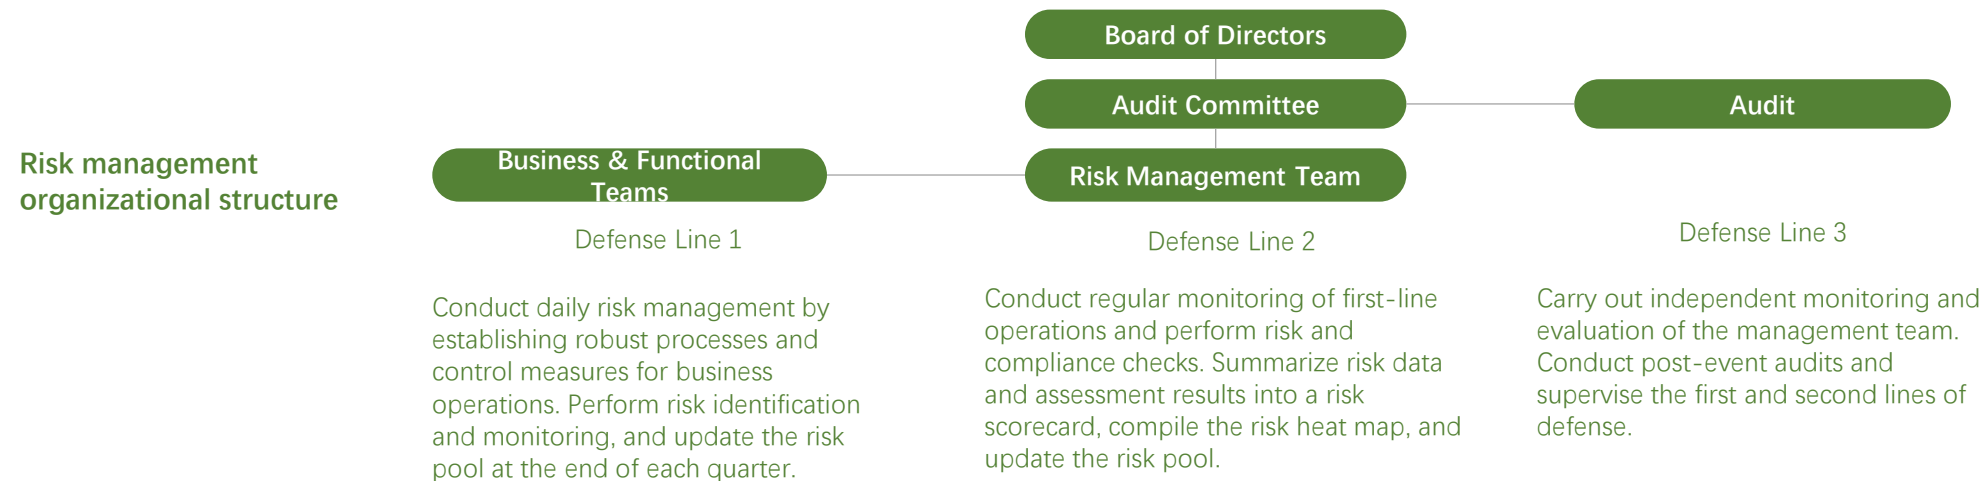 Board of Directors
Audit Committee
Audit
Risk management
organizational structure
Business & Functional
Teams
Risk Management Team
Defense Line 1
Conduct daily risk management by
establishing robust processes and
control measures for business
operations. Perform risk identification
and monitoring, and update the risk
pool at the end of each quarter.
Defense Line 2
Conduct regular monitoring of first-line
operations and perform risk and
compliance checks. Summarize risk data
and assessment results into a risk
scorecard, compile the risk heat map, and
update the risk pool.
Defense Line 3
Carry out independent monitoring and
evaluation of the management team.
Conduct post-event audits and
supervise the first and second lines of
defense.